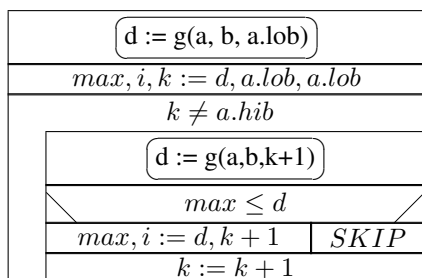 d := g(a, b, a.lob)
max, i, k := d, a.lob, a.lob
k ≠ a.hib
d := g(a,b,k+1)
max ≤ d
max, i := d, k + 1 SKIP
k := k + 1